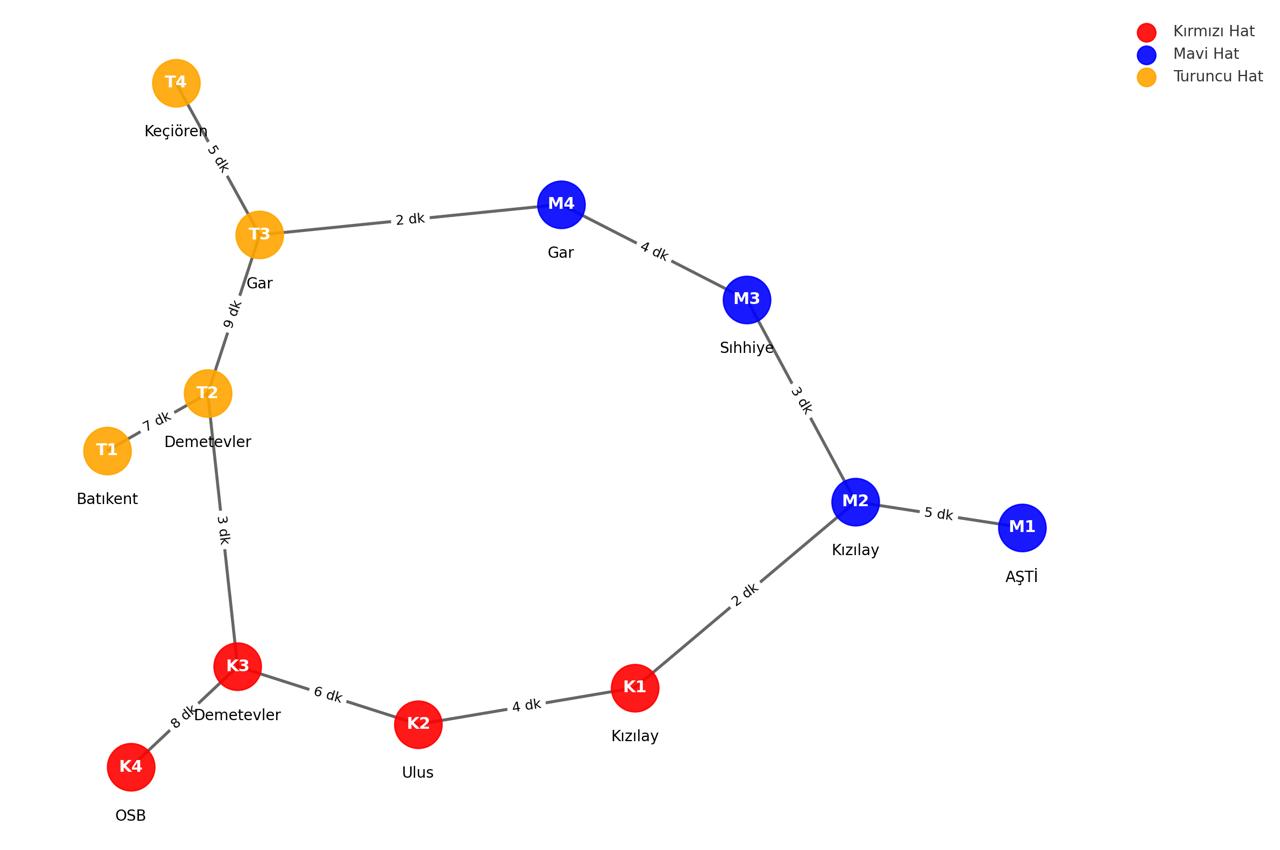 Kırmızı Hat
Mavi Hat
Turuncu Hat
T4
Keçiören
5 dk
T3
Gar
2 dk
M4
Gar
4 dk
M3
Sıhhiye
9 dk
3 dk
T2
Demetevler
7 dk
T1
Batıkent
3 dk
M2
Kızılay
5 dk
M1
AŞTİ
2 dk
K3
Demetevler
6 dk
K1
Kızılay
4 dk
K2
Ulus
8 dk
K4
OSB